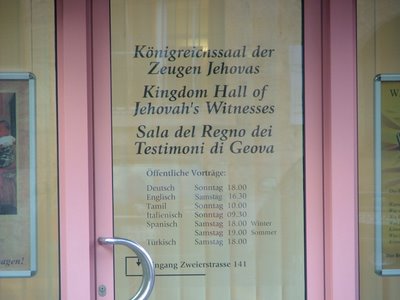 Königreichssaal der
Zeugen Jehovas
Kingdom Hall of
Jehovah's Witnesses
Sala del Regno dei
Testimoni di Geova
Öffentliche Vorträge:
Deutsch Sonntag 18.00
Englisch Samstag 16.30
Tamil Sonntag 10.00
Italienisch Sonntag 09.30
Spanisch Samstag 18.00 Winter
Samstag 19.00 Sommer
Türkisch Samstag 18.00
Zweierstrasse 141